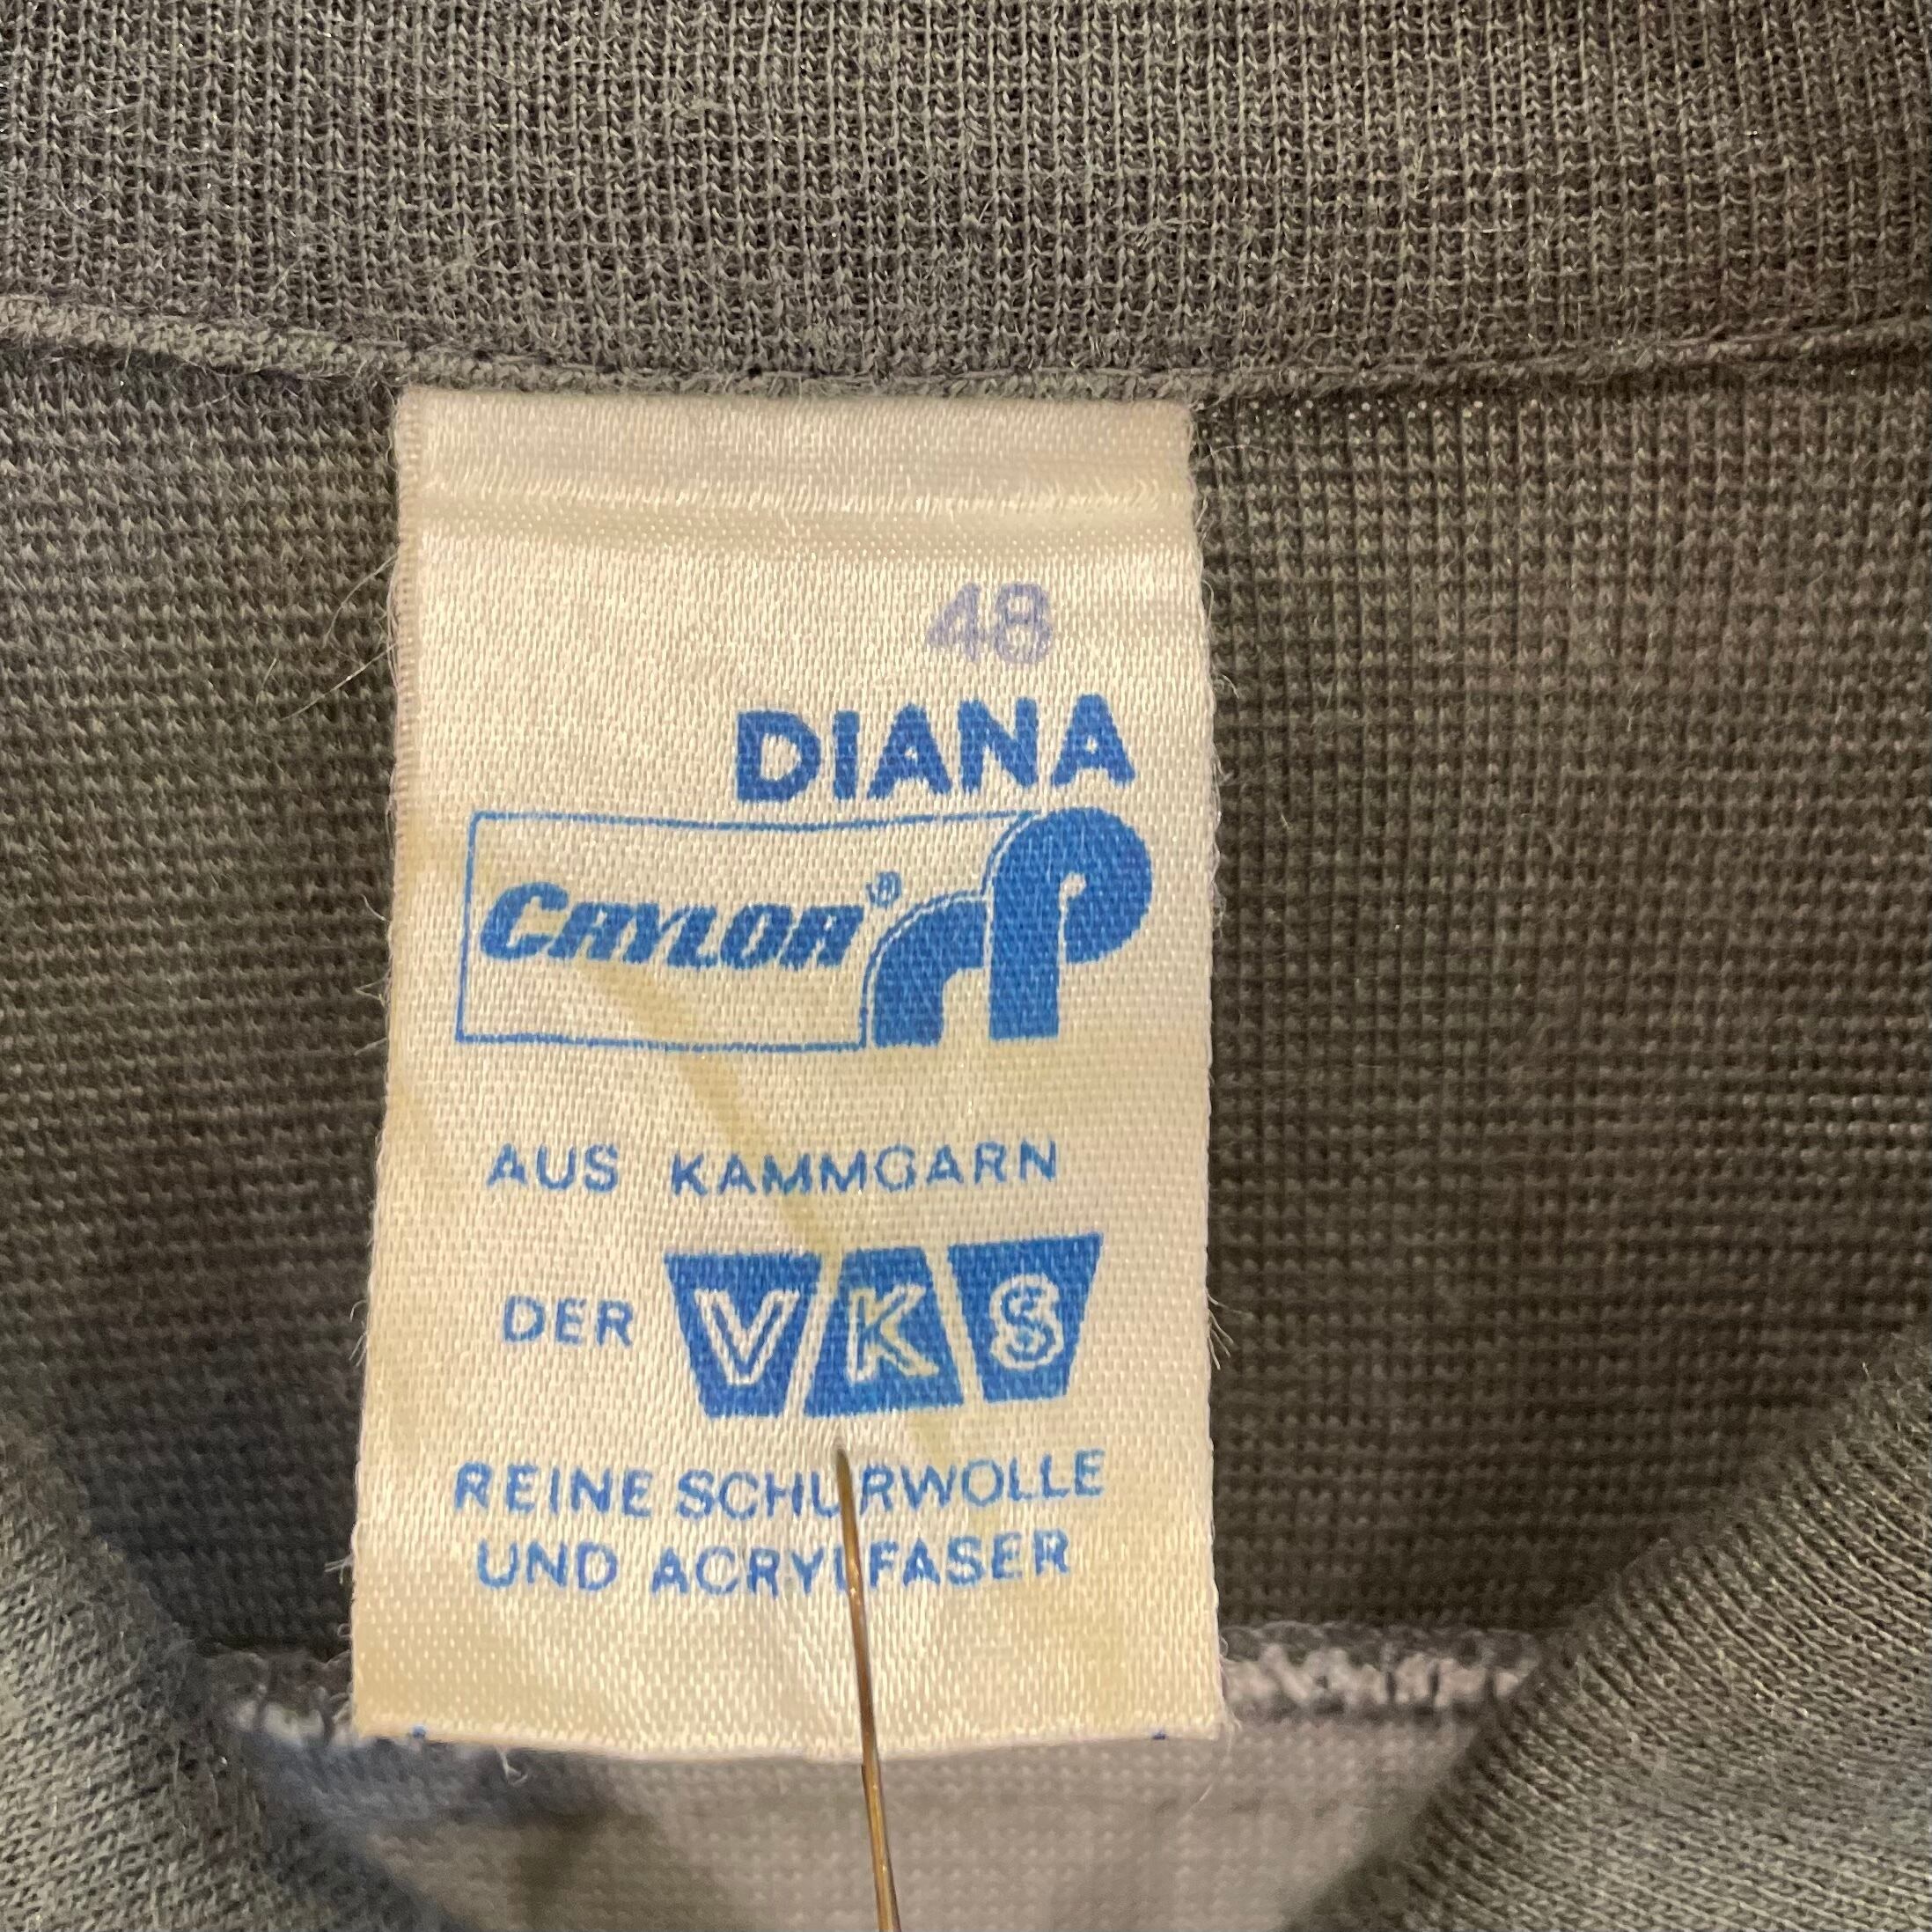 48
DIANA
CRYLOR®
AUS KAMMGARN
DER VKS
REINE SCHURWOLLE
UND ACRYLFASER